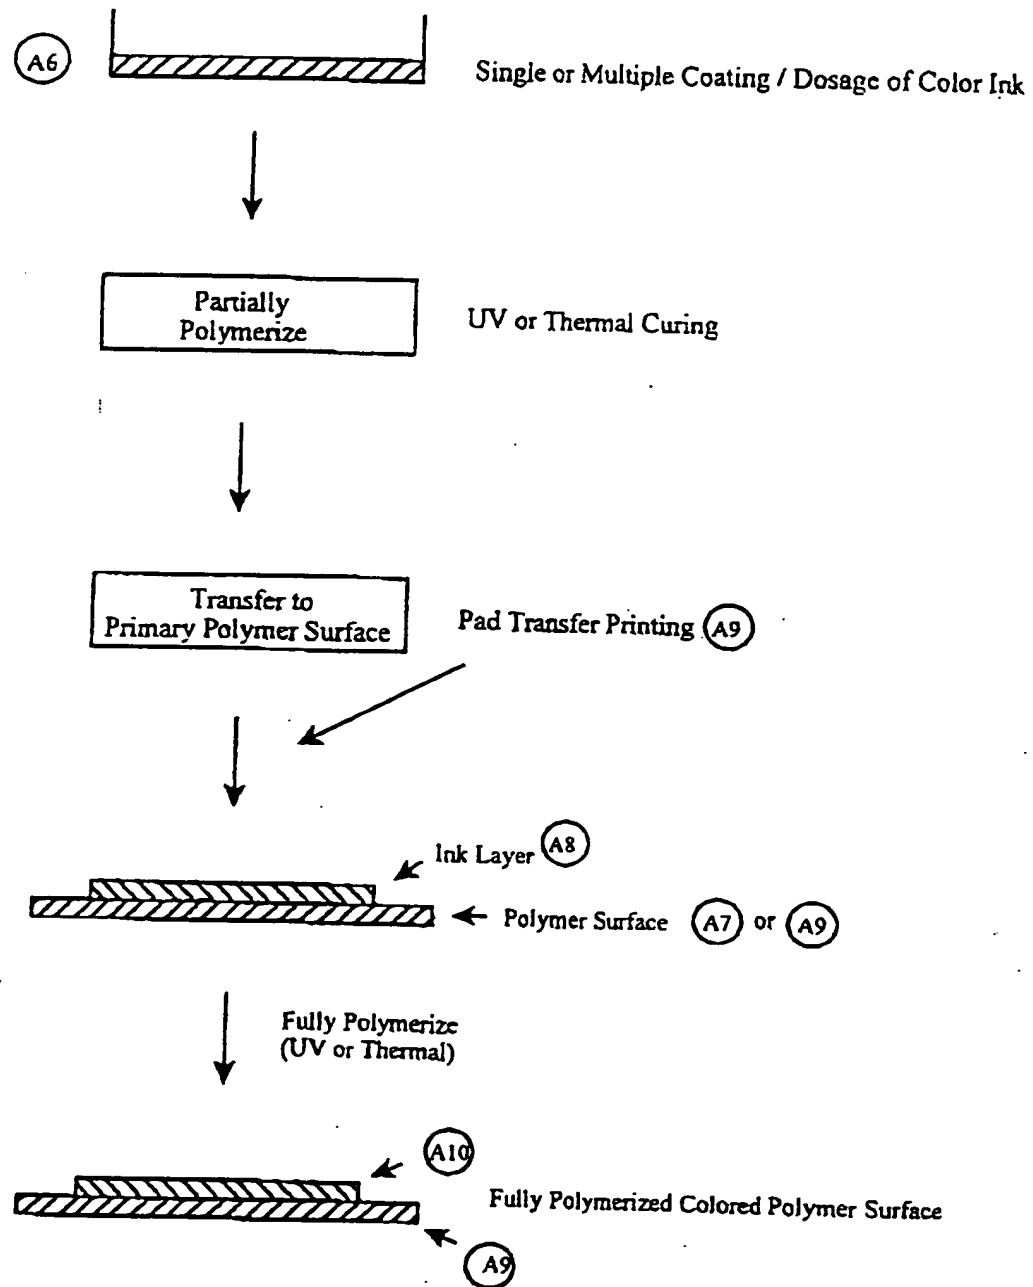 A6
Single or Multiple Coating / Dosage of Color Ink
Partially
Polymerize
UV or Thermal Curing
Transfer to
Primary Polymer Surface
Pad Transfer Printing A9
Ink Layer A8
Polymer Surface A7 or A9
Fully Polymerize
(UV or Thermal)
A10
Fully Polymerized Colored Polymer Surface
A9